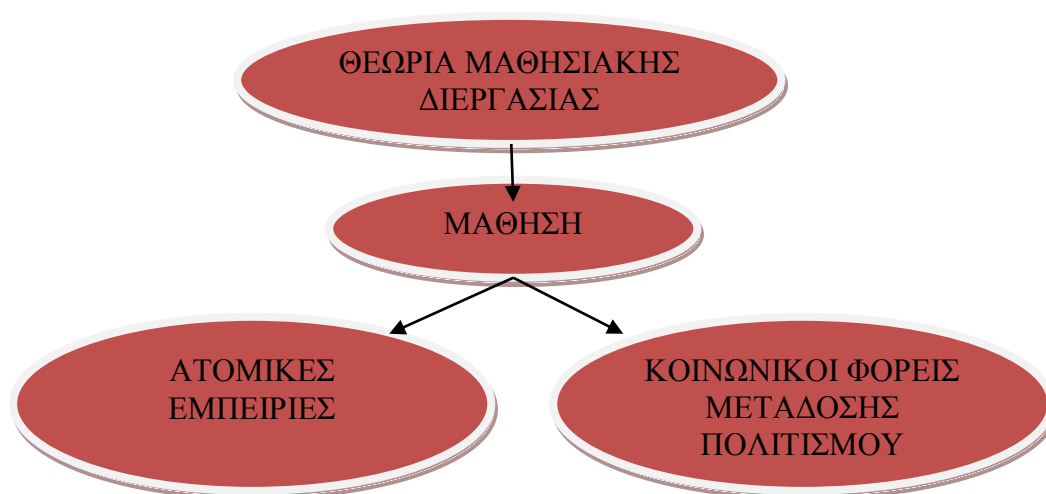 ΘΕΩΡΙΑ ΜΑΘΗΣΙΑΚΗΣ
ΔΙΕΡΓΑΣΙΑΣ
ΜΑΘΗΣΗ
ΑΤΟΜΙΚΕΣ
ΕΜΠΕΙΡΙΕΣ
ΚΟΙΝΩΝΙΚΟΙ ΦΟΡΕΙΣ
ΜΕΤΑΔΟΣΗΣ
ΠΟΛΙΤΙΣΜΟΥ